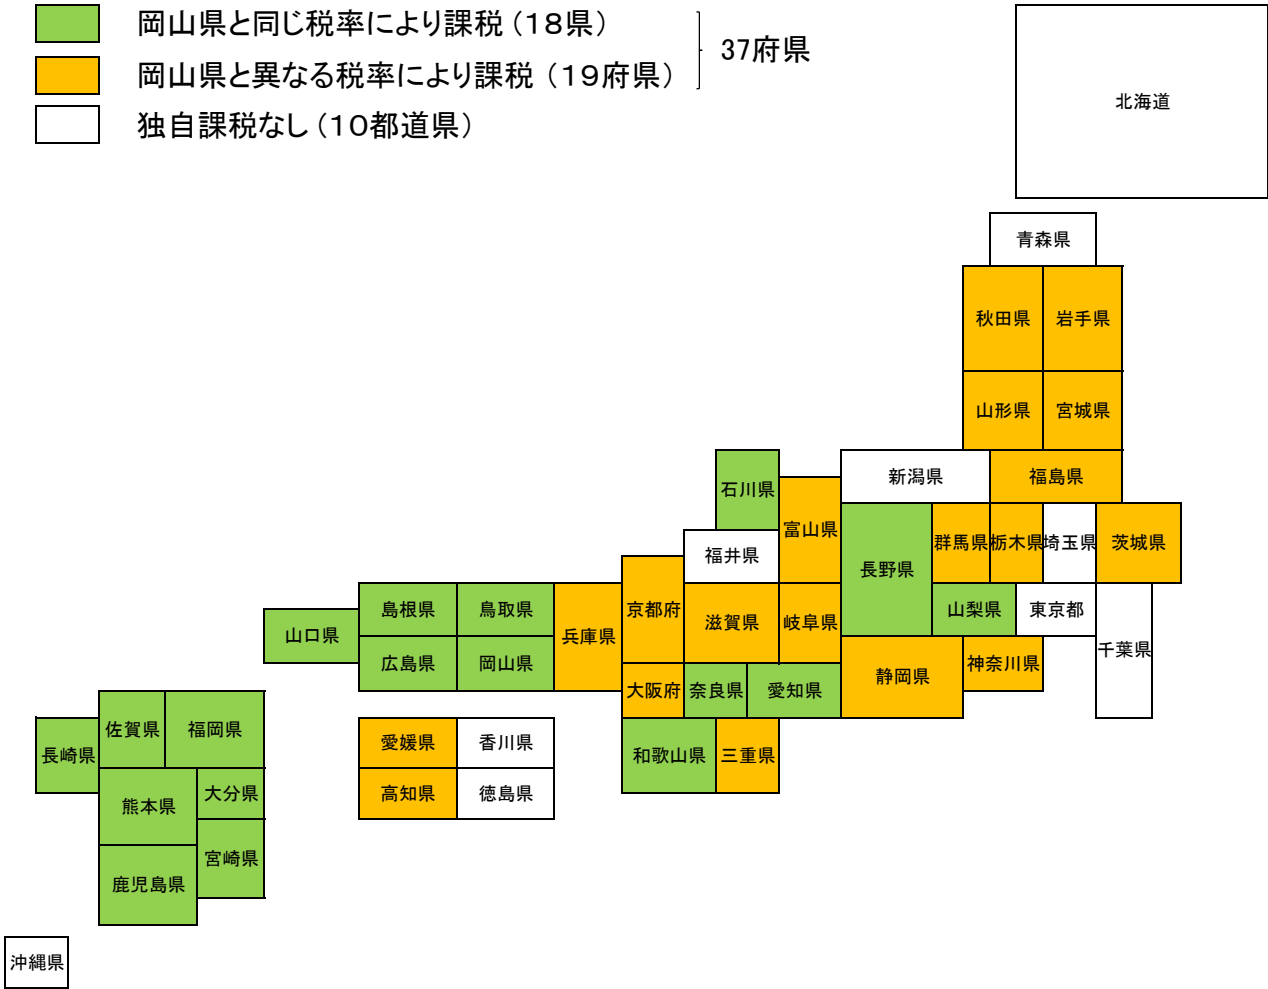 岡山県と同じ税率により課税（18県）
37府県
岡山県と異なる税率により課税（19府県）
独自課税なし（10都道県）
北海道
青森県
秋田県
岩手県
山形県
宮城県
石川県
新潟県
福島県
富山県
福井県
長野県
群馬県
栃木県
埼玉県
茨城県
島根県
鳥取県
兵庫県
京都府
滋賀県
岐阜県
山梨県
東京都
山口県
千葉県
広島県
岡山県
神奈川県
静岡県
大阪府
奈良県
愛知県
佐賀県
福岡県
長崎県
愛媛県
香川県
和歌山県
三重県
高知県
徳島県
熊本県
大分県
宮崎県
鹿児島県
沖縄県